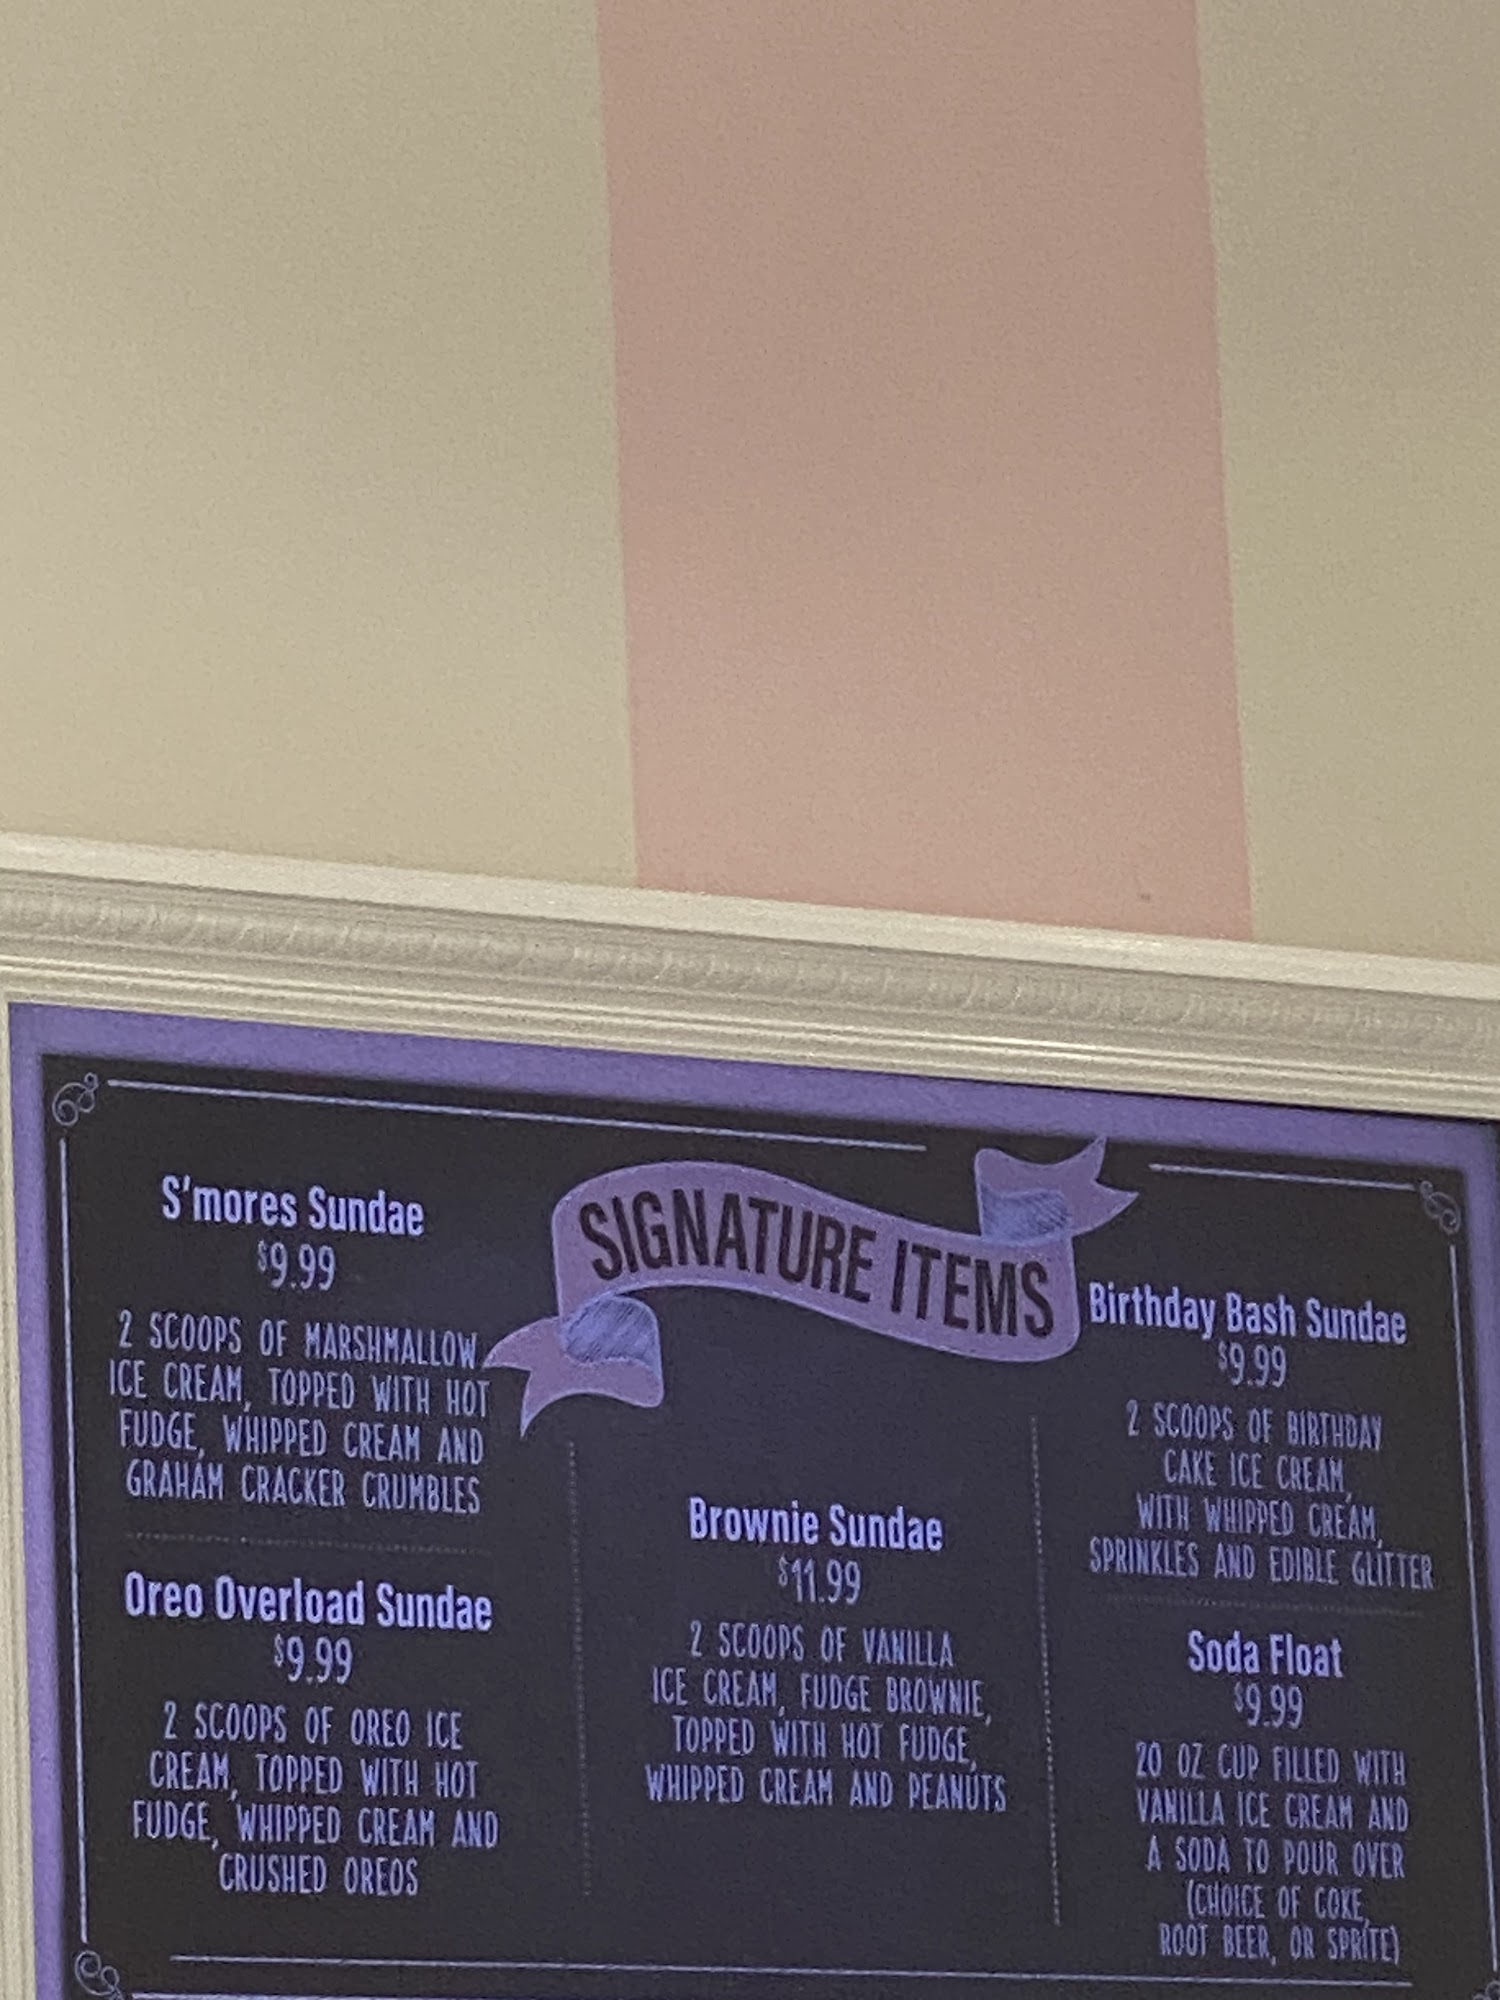 SIGNATURE ITEMS
S'mores Sundae
$9.99
2 SCOOPS OF MARSHMALLOW
ICE CREAM, TOPPED WITH HOT
FUDGE, WHIPPED CREAM AND
GRAHAM CRACKER CRUMBLES
Oreo Overload Sundae
$9.99
2 SCOOPS OF OREO ICE
CREAM, TOPPED WITH HOT
FUDGE, WHIPPED CREAM AND
CRUSHED OREOS
Brownie Sundae
$11.99
2 SCOOPS OF VANILLA
ICE CREAM, FUDGE BROWNIE,
TOPPED WITH HOT FUDGE,
WHIPPED CREAM AND PEANUTS
Birthday Bash Sundae
$9.99
2 SCOOPS OF BIRTHDAY
CAKE ICE CREAM,
WITH WHIPPED CREAM,
SPRINKLES AND EDIBLE GLITTER
Soda Float
$9.99
20 OZ CUP FILLED WITH
VANILLA ICE CREAM AND
A SODA TO POUR OVER
(CHOICE OF COKE,
ROOT BEER, OR SPRITE)